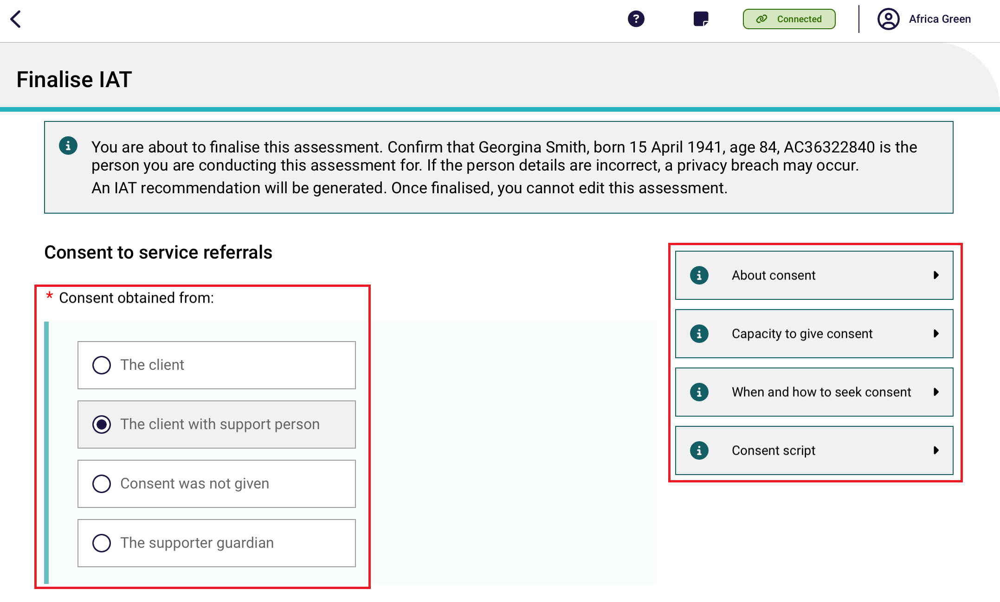 Connected
Africa Green
Finalise IAT
You are about to finalise this assessment. Confirm that Georgina Smith, born 15 April 1941, age 84, AC36322840 is the
person you are conducting this assessment for. If the person details are incorrect, a privacy breach may occur.
An IAT recommendation will be generated. Once finalised, you cannot edit this assessment.
Consent to service referrals
* Consent obtained from:
The client
The client with support person
Consent was not given
The supporter guardian
About consent
Capacity to give consent
When and how to seek consent
Consent script